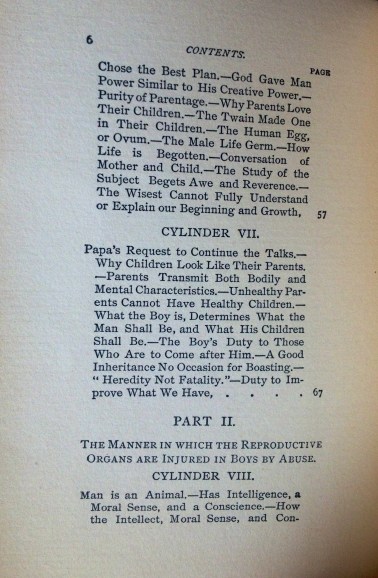 6
CONTENTS.
PAGE
Chose the Best Plan.—God Gave Man
Power Similar to His Creative Power.—
Purity of Parentage.—Why Parents Love
Their Children.—The Twain Made One
in Their Children.—The Human Egg,
or Ovum.—The Male Life Germ.—How
Life is Begotten.—Conversation of
Mother and Child.—The Study of the
Subject Begets Awe and Reverence.—
The Wisest Cannot Fully Understand
or Explain our Beginning and Growth, 57
CYLINDER VII.
Papa's Request to Continue the Talks.—
Why Children Look Like Their Parents.
—Parents Transmit Both Bodily and
Mental Characteristics.—Unhealthy Par-
ents Cannot Have Healthy Children.—
What the Boy is, Determines What the
Man Shall Be, and What His Children
Shall Be.—The Boy's Duty to Those
Who Are to Come after Him.—A Good
Inheritance No Occasion for Boasting.—
"Heredity Not Fatality."—Duty to Im-
prove What We Have, . . . . 67
PART II.
THE MANNER IN WHICH THE REPRODUCTIVE
ORGANS ARE INJURED IN BOYS BY ABUSE.
CYLINDER VIII.
Man is an Animal.—Has Intelligence, a
Moral Sense, and a Conscience.—How
the Intellect, Moral Sense, and Con-